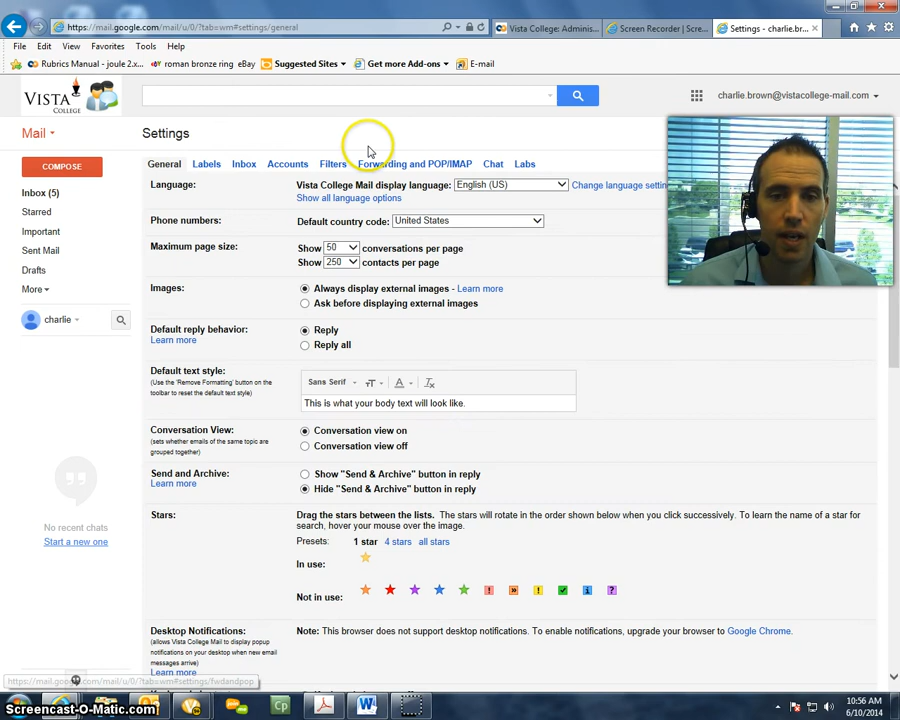 https://mail.google.com/mail/u/0/?tabs=wm#settings/general
Vista College: Adminis...
Screen Recorder | Scre...
Settings - charlie.br...
File Edit View Favorites Tools Help
Rubrics Manual - joule 2.x... roman bronze ring eBay Suggested Sites Get more Add-ons E-mail
VISTA
COLLEGE
charlie.brown@vistacollege-mail.com
Mail
Settings
COMPOSE
Inbox (5)
Starred
Important
Sent Mail
Drafts
More
charlie
No recent chats
Start a new one
General Labels Inbox Accounts Filters Forwarding and POP/IMAP Chat Labs
Language: Vista College Mail display language: English (US) Change language settin
Show all language options
Phone numbers: Default country code: United States
Maximum page size: Show 50 conversations per page
Show 250 contacts per page
Images: Always display external images - Learn more
Ask before displaying external images
Default reply behavior: Reply
Learn more
Reply all
Default text style:
(Use the 'Remove Formatting' button on the
toolbar to reset the default text style)
Sans Serif
This is what your body text will look like.
Conversation View: Conversation view on
(sets whether emails of the same topic are
grouped together)
Conversation view off
Send and Archive: Show "Send & Archive" button in reply
Learn more
Hide "Send & Archive" button in reply
Stars: Drag the stars between the lists. The stars will rotate in the order shown below when you click successively. To learn the name of a star for
search, hover your mouse over the image.
Presets: 1 star 4 stars all stars
In use:
Not in use:
Desktop Notifications:
(allows Vista College Mail to display popup
notifications on your desktop when new email
messages arrive)
Learn more
Note: This browser does not support desktop notifications. To enable notifications, upgrade your browser to Google Chrome.
https://mail.google.com/mail/u/0/?tab=wm#settings/fwdandpop
Screencast-O-Matic.com
10:56 AM
6/10/2014